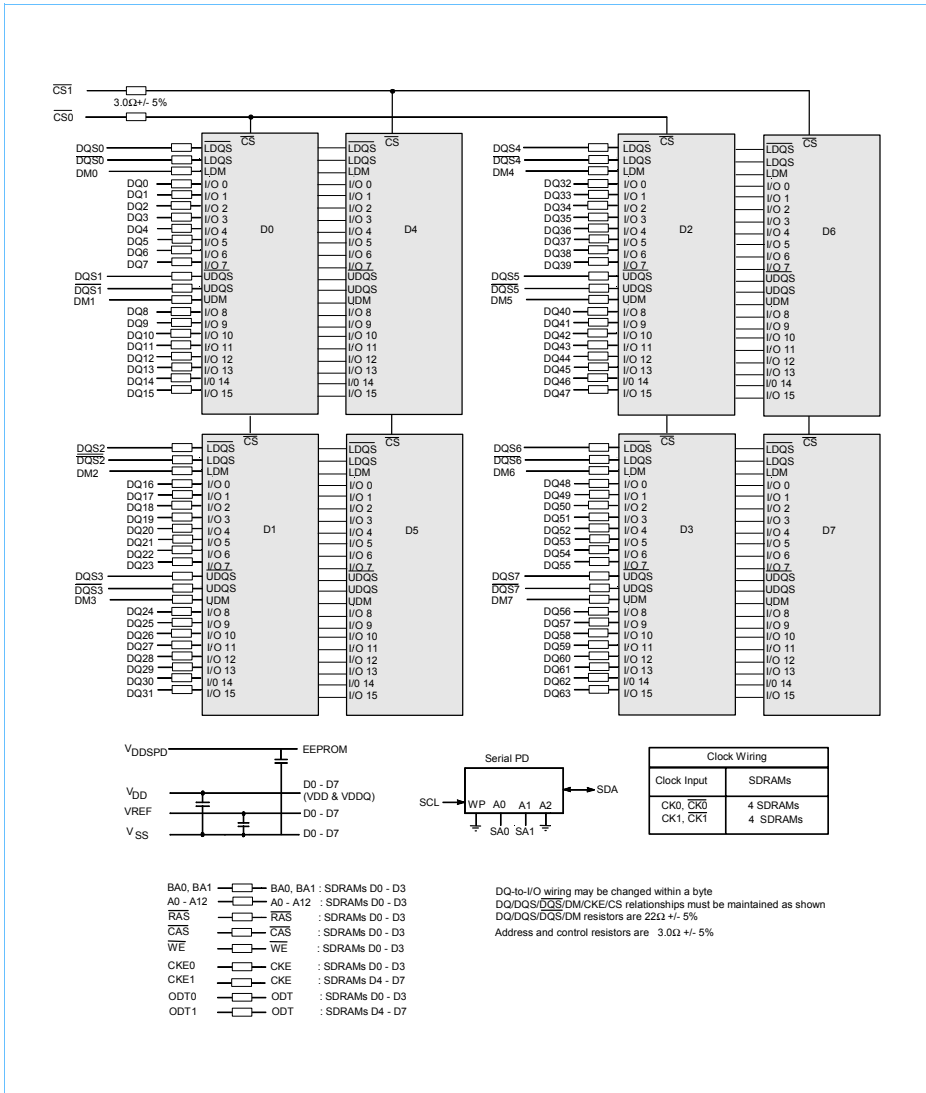 CS1
3.0Ω+/- 5%
CS0
CS
CS
DQS0
DQS0
DM0
DQ0
DQ1
DQ2
DQ3
DQ4
DQ5
DQ6
DQ7
DQS1
DQS1
DM1
DQ8
DQ9
DQ10
DQ11
DQ12
DQ13
DQ14
DQ15
LDQS
LDQS
LDM
I/O 0
I/O 1
I/O 2
I/O 3
I/O 4
I/O 5
I/O 6
I/O 7
UDQS
UDQS
UDM
I/O 8
I/O 9
I/O 10
I/O 11
I/O 12
I/O 13
I/0 14
I/O 15
D0
LDQS
LDQS
LDM
I/O 0
I/O 1
I/O 2
I/O 3
I/O 4
I/O 5
I/O 6
I/O 7
UDQS
UDQS
UDM
I/O 8
I/O 9
I/O 10
I/O 11
I/O 12
I/O 13
I/0 14
I/O 15
D4
CS
CS
DQS4
DQS4
DM4
DQ32
DQ33
DQ34
DQ35
DQ36
DQ37
DQ38
DQ39
DQS5
DQS5
DM5
DQ40
DQ41
DQ42
DQ43
DQ44
DQ45
DQ46
DQ47
LDQS
LDQS
LDM
I/O 0
I/O 1
I/O 2
I/O 3
I/O 4
I/O 5
I/O 6
I/O 7
UDQS
UDQS
UDM
I/O 8
I/O 9
I/O 10
I/O 11
I/O 12
I/O 13
I/0 14
I/O 15
D2
LDQS
LDQS
LDM
I/O 0
I/O 1
I/O 2
I/O 3
I/O 4
I/O 5
I/O 6
I/O 7
UDQS
UDQS
UDM
I/O 8
I/O 9
I/O 10
I/O 11
I/O 12
I/O 13
I/0 14
I/O 15
D6
CS
CS
DQS2
DQS2
DM2
DQ16
DQ17
DQ18
DQ19
DQ20
DQ21
DQ22
DQ23
DQS3
DQS3
DM3
DQ24
DQ25
DQ26
DQ27
DQ28
DQ29
DQ30
DQ31
LDQS
LDQS
LDM
I/O 0
I/O 1
I/O 2
I/O 3
I/O 4
I/O 5
I/O 6
I/O 7
UDQS
UDQS
UDM
I/O 8
I/O 9
I/O 10
I/O 11
I/O 12
I/O 13
I/0 14
I/O 15
D1
LDQS
LDQS
LDM
I/O 0
I/O 1
I/O 2
I/O 3
I/O 4
I/O 5
I/O 6
I/O 7
UDQS
UDQS
UDM
I/O 8
I/O 9
I/O 10
I/O 11
I/O 12
I/O 13
I/0 14
I/O 15
D5
CS
CS
DQS6
DQS6
DM6
DQ48
DQ49
DQ50
DQ51
DQ52
DQ53
DQ54
DQ55
DQS7
DQS7
DM7
DQ56
DQ57
DQ58
DQ59
DQ60
DQ61
DQ62
DQ63
LDQS
LDQS
LDM
I/O 0
I/O 1
I/O 2
I/O 3
I/O 4
I/O 5
I/O 6
I/O 7
UDQS
UDQS
UDM
I/O 8
I/O 9
I/O 10
I/O 11
I/O 12
I/O 13
I/0 14
I/O 15
D3
LDQS
LDQS
LDM
I/O 0
I/O 1
I/O 2
I/O 3
I/O 4
I/O 5
I/O 6
I/O 7
UDQS
UDQS
UDM
I/O 8
I/O 9
I/O 10
I/O 11
I/O 12
I/O 13
I/0 14
I/O 15
D7
VDDSPD EEPROM
VDD D0 - D7
(VDD & VDDQ)
VREF D0 - D7
VSS D0 - D7
Serial PD
SCL WP A0 A1 A2 SDA
SA0 SA1
Clock Wiring
Clock Input SDRAMs
CK0, CK0 4 SDRAMs
CK1, CK1 4 SDRAMs
BA0, BA1 BA0, BA1 : SDRAMs D0 - D3
A0 - A12 A0 - A12 : SDRAMs D0 - D3
RAS RAS : SDRAMs D0 - D3
CAS CAS : SDRAMs D0 - D3
WE WE : SDRAMs D0 - D3
CKE0 CKE : SDRAMs D0 - D3
CKE1 CKE : SDRAMs D4 - D7
ODT0 ODT : SDRAMs D0 - D3
ODT1 ODT : SDRAMs D4 - D7
DQ-to-I/O wiring may be changed within a byte
DQ/DQS/DQS/DM/CKE/CS relationships must be maintained as shown
DQ/DQS/DQS/DM resistors are 22Ω +/- 5%
Address and control resistors are 3.0Ω +/- 5%